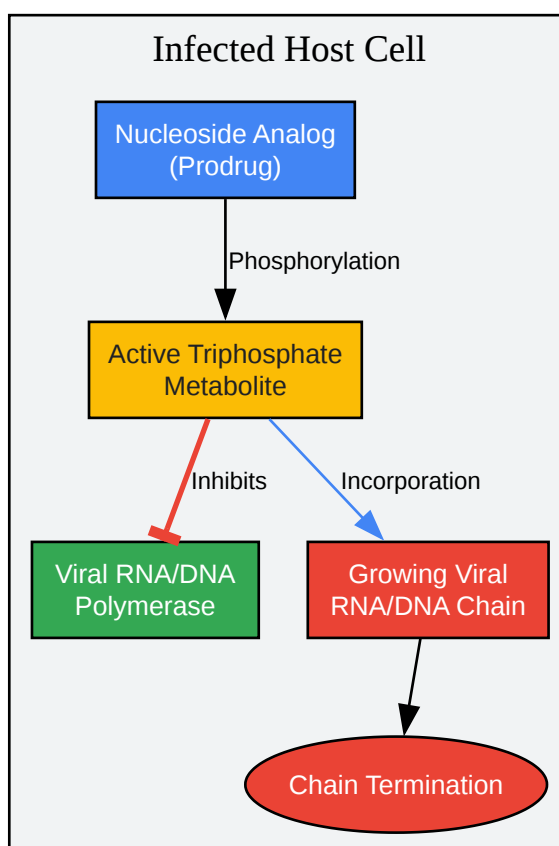 Infected Host Cell
Nucleoside Analog
(Prodrug)
Phosphorylation
Active Triphosphate
Metabolite
Inhibits
Incorporation
Viral RNA/DNA
Polymerase
Growing Viral
RNA/DNA Chain
Chain Termination